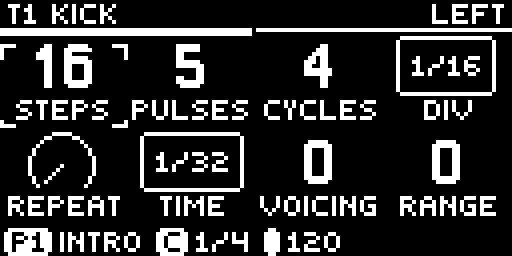 T1 KICK LEFT
16 5 4 1/16
STEPS PULSES CYCLES DIV
1/32 0 0
REPEAT TIME VOICING RANGE
P1 INTRO C 1/4 120